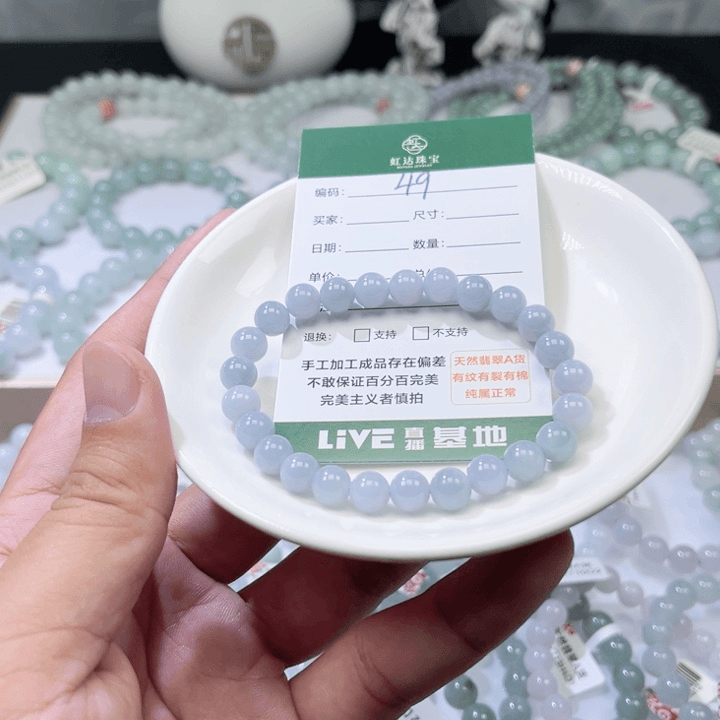 虹达珠宝
编码: 49
买家: 尺寸:
日期: 数量:
单价:
退换: 支持 不支持
手工加工成品存在偏差
不敢保证百分百完美
完美主义者慎拍
天然翡翠A货
有纹有裂有棉
纯属正常
LIVE 直播 基地